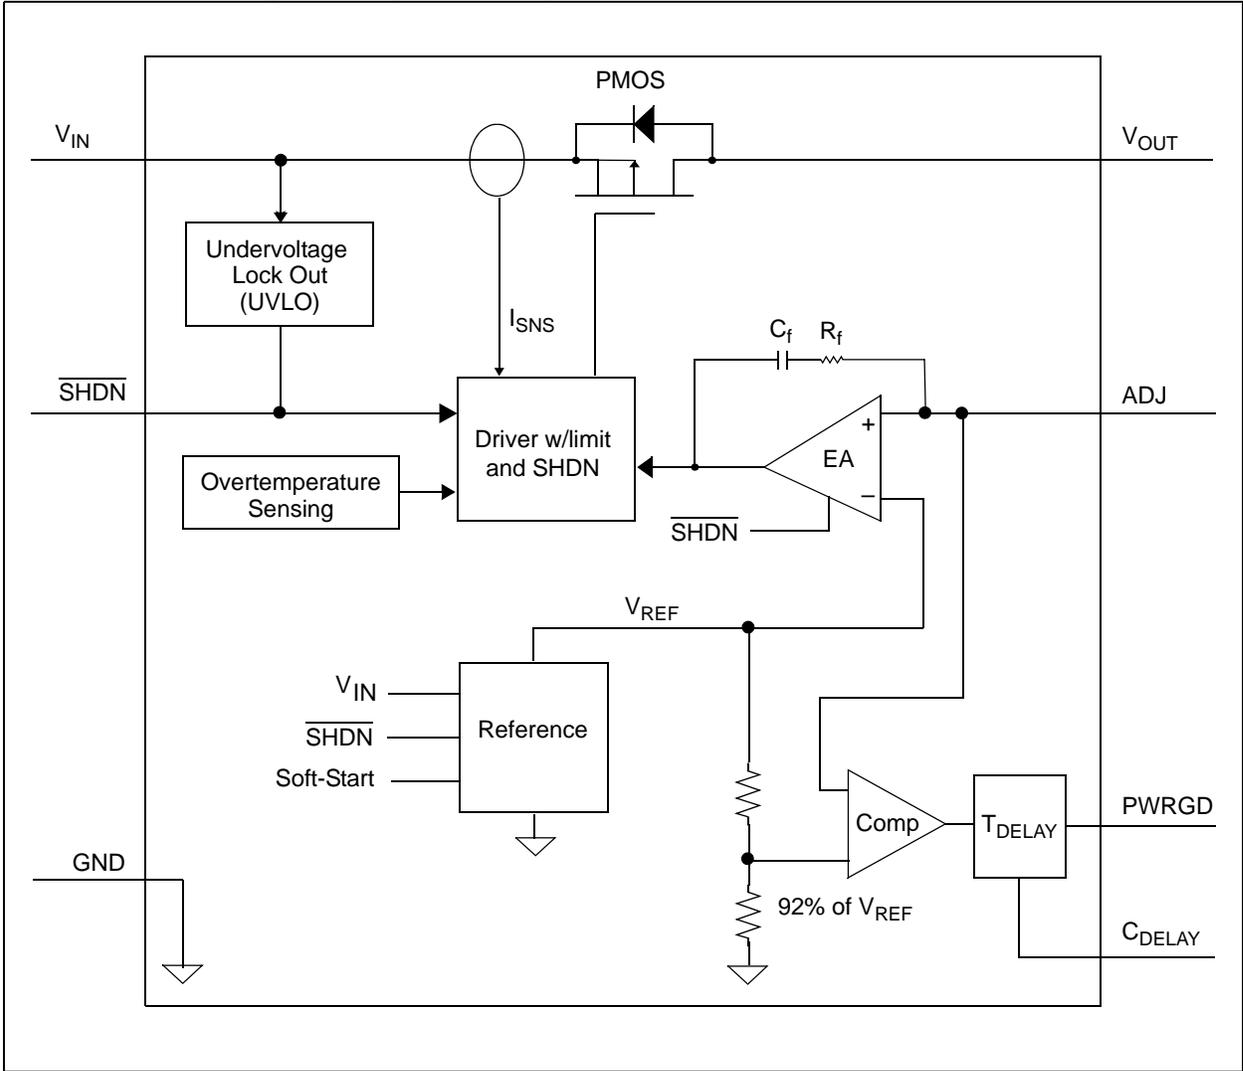 PMOS
VIN
VOUT
Undervoltage
Lock Out
(UVLO)
ISNS
Cf
Rf
SHDN
ADJ
Driver w/limit
and SHDN
+
EA
−
Overtemperature
Sensing
SHDN
VREF
VIN
SHDN
Soft-Start
Reference
Comp
TDELAY
PWRGD
GND
92% of VREF
CDELAY